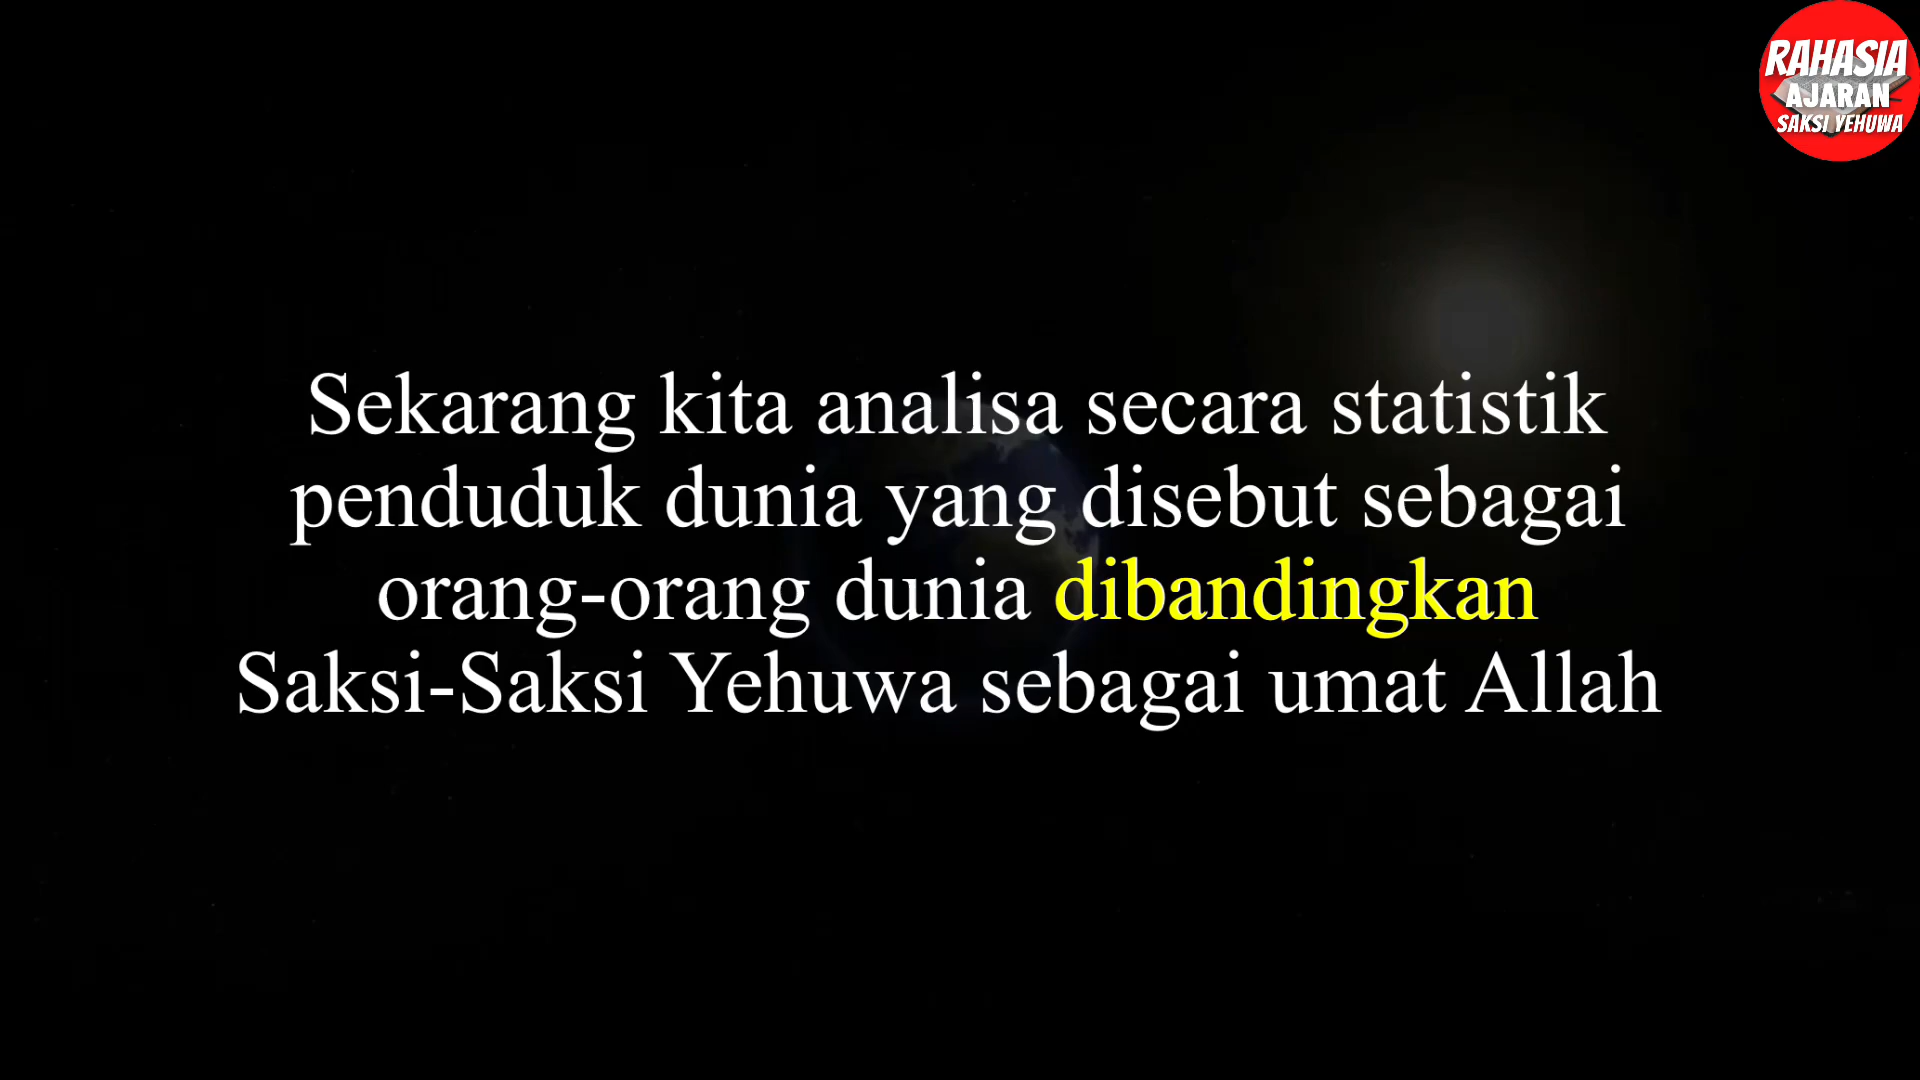 RAHASIA
AJARAN
SAKSI YEHUWA
Sekarang kita analisa secara statistik
penduduk dunia yang disebut sebagai
orang-orang dunia dibandingkan
Saksi-Saksi Yehuwa sebagai umat Allah